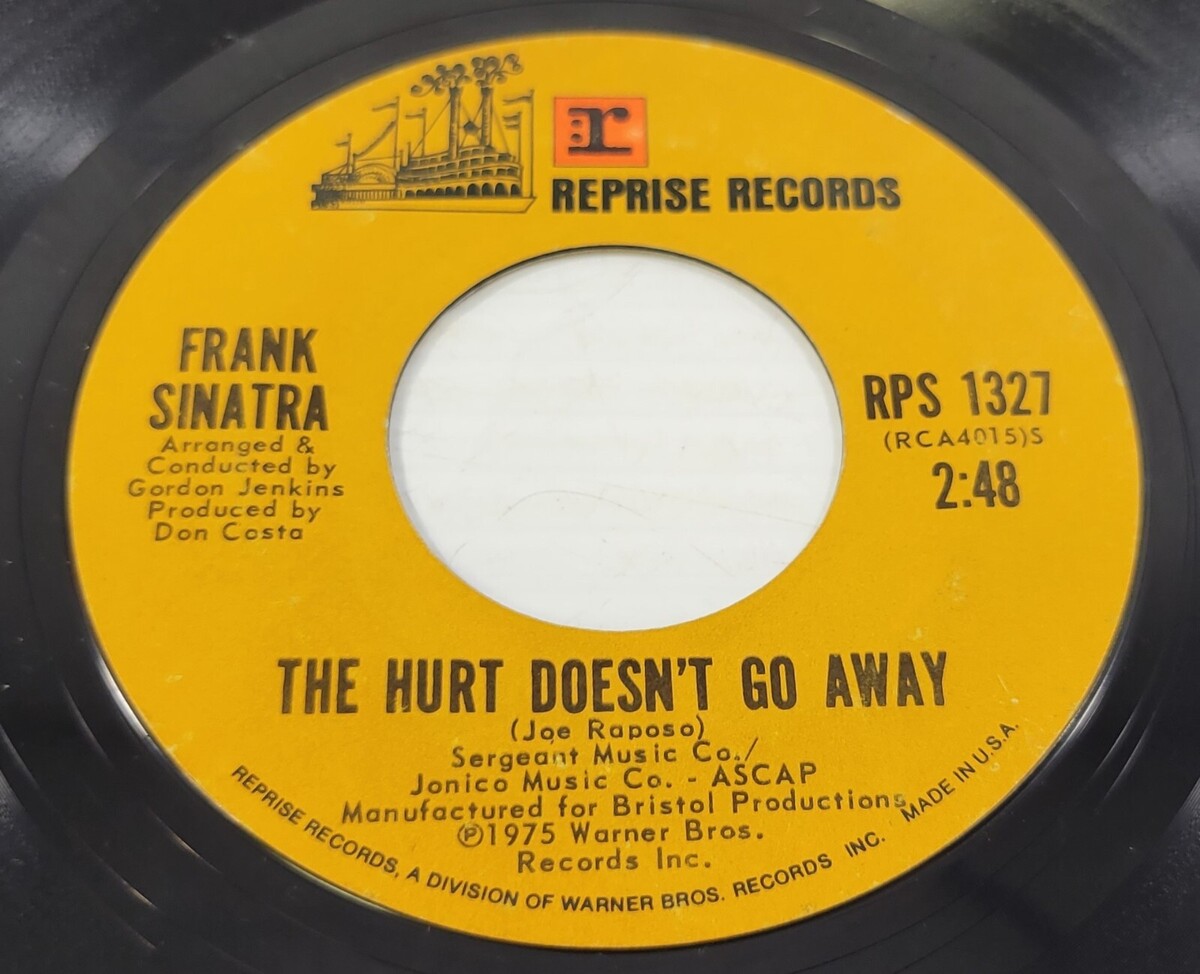 r
REPRISE RECORDS
FRANK
SINATRA
Arranged &
Conducted by
Gordon Jenkins
Produced by
Don Costa
RPS 1327
(RCA4015)S
2:48
THE HURT DOESN'T GO AWAY
(Joe Raposo)
Sergeant Music Co./
Jonico Music Co. - ASCAP
Manufactured for Bristol Productions
℗1975 Warner Bros.
Records Inc.
REPRISE RECORDS, A DIVISION OF WARNER BROS. RECORDS INC. MADE IN U.S.A.